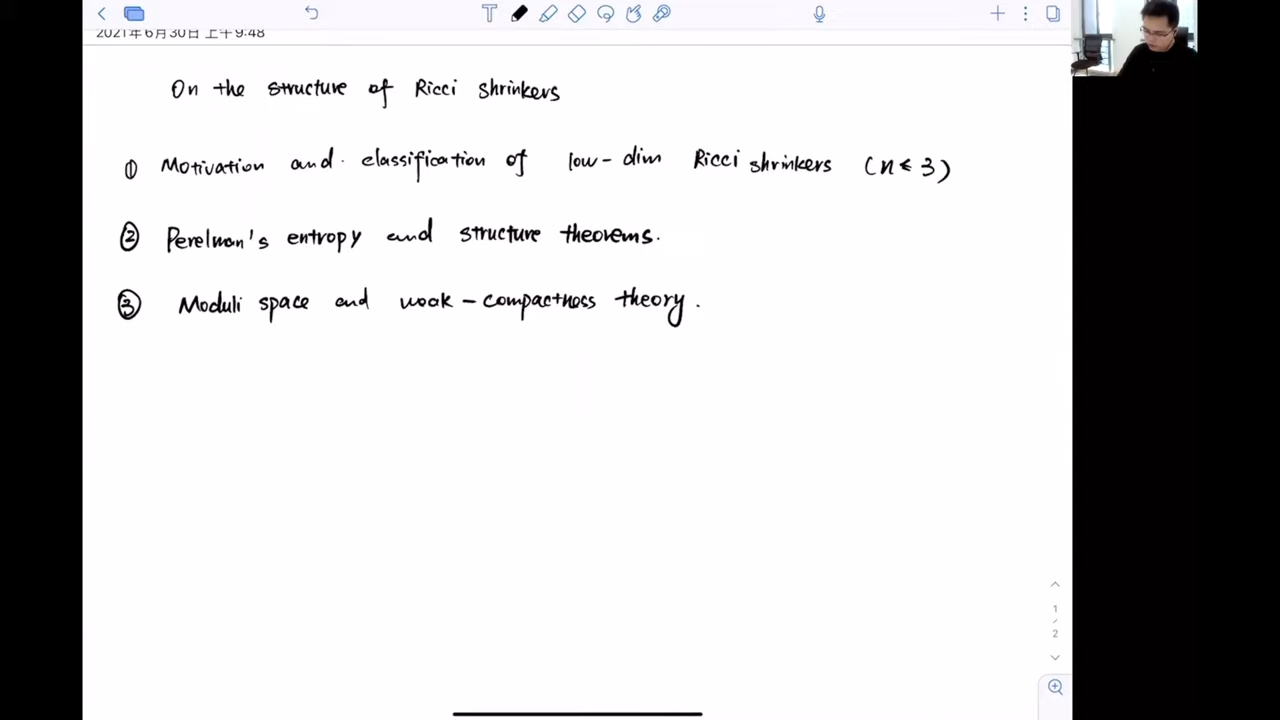 2021年6月30日 上午9:48
On the structure of Ricci shrinkers
① Motivation and classification of low-dim Ricci shrinkers (n ≤ 3)
② Perelman's entropy and structure theorems.
③ Moduli space and weak-compactness theory.
1
/
2